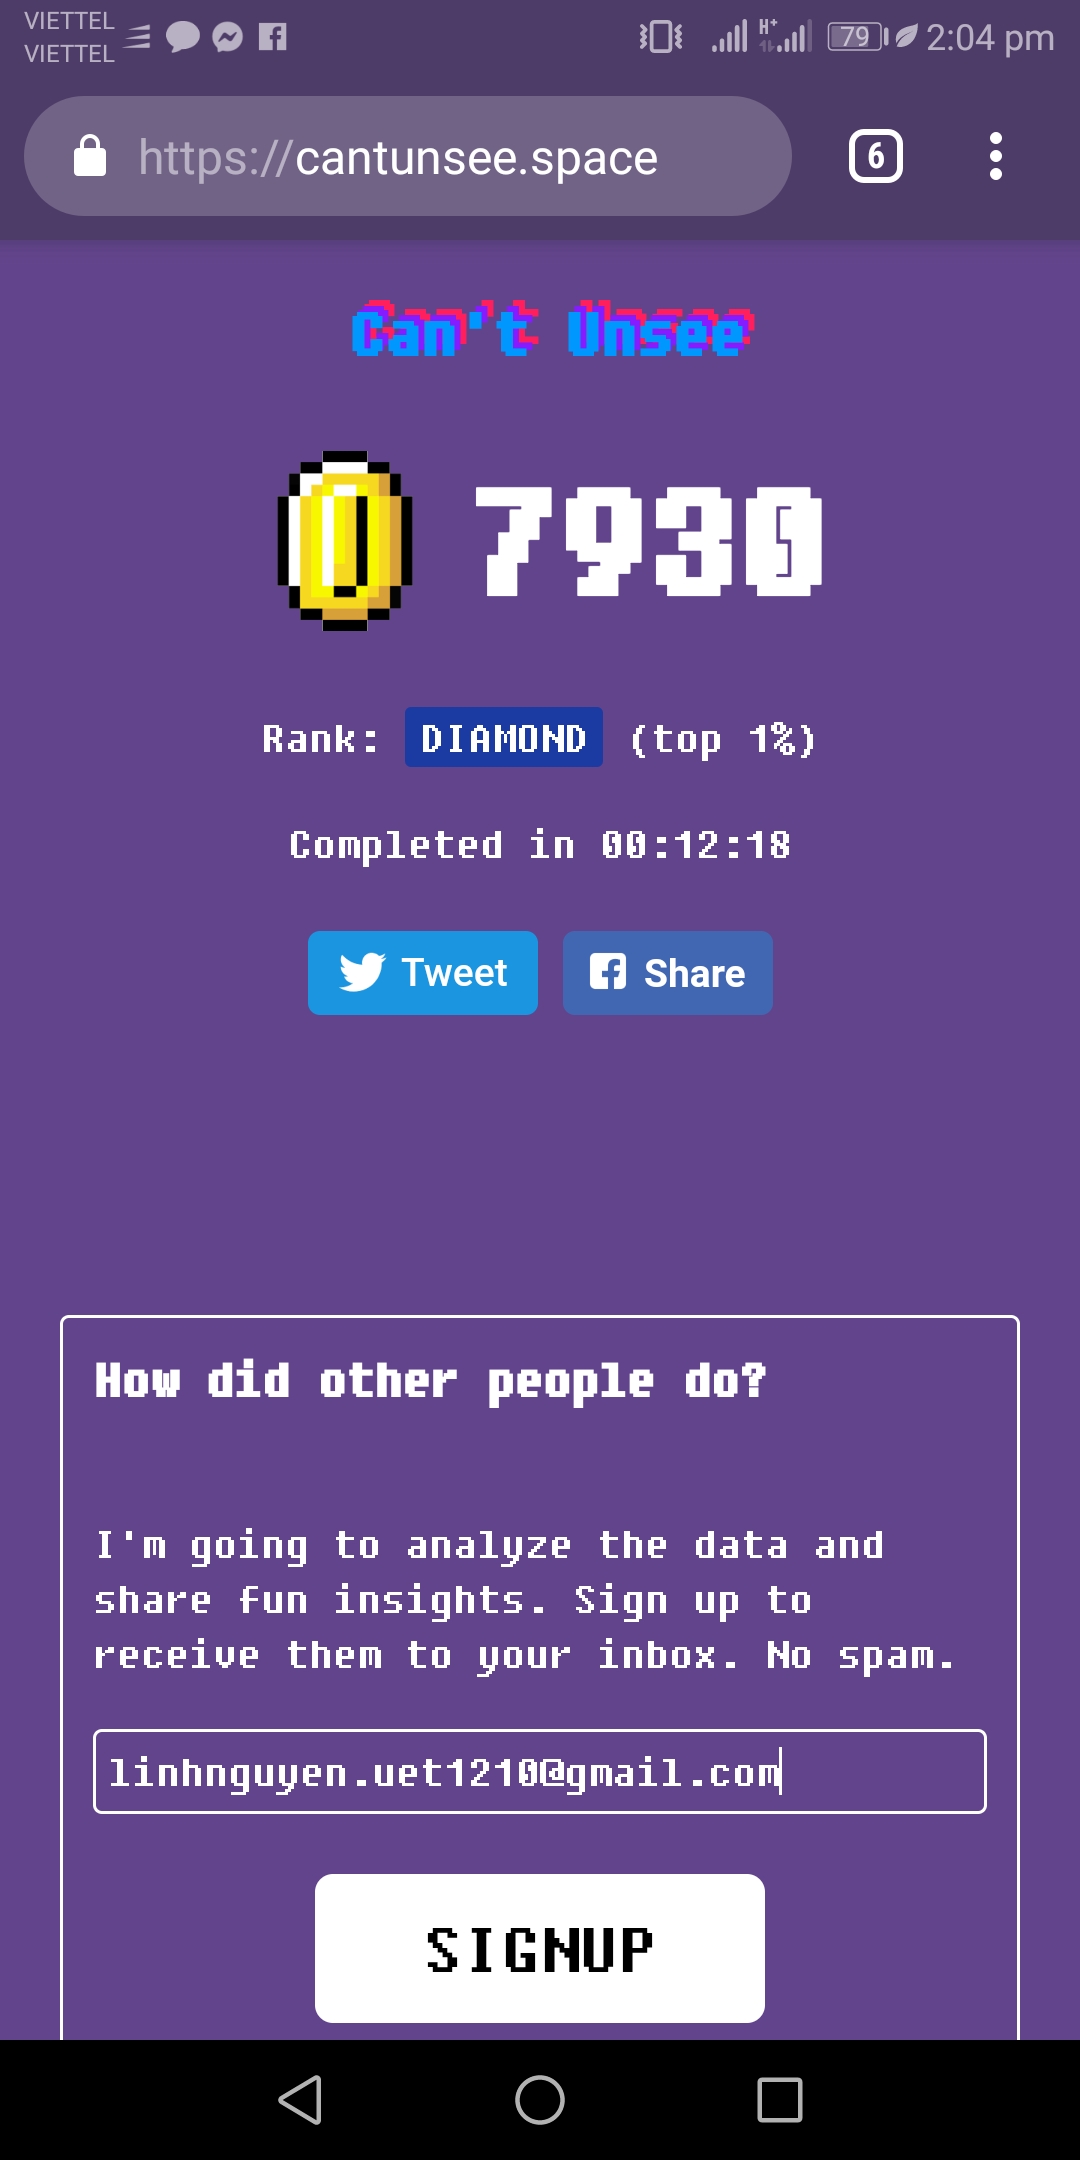 VIETTEL
VIETTEL
H+
79
2:04 pm
https://cantunsee.space
6
Can't Unsee
7930
Rank: DIAMOND (top 1%)
Completed in 00:12:18
Tweet
Share
How did other people do?
I'm going to analyze the data and
share fun insights. Sign up to
receive them to your inbox. No spam.
linhnguyen.uet1210@gmail.com
SIGNUP